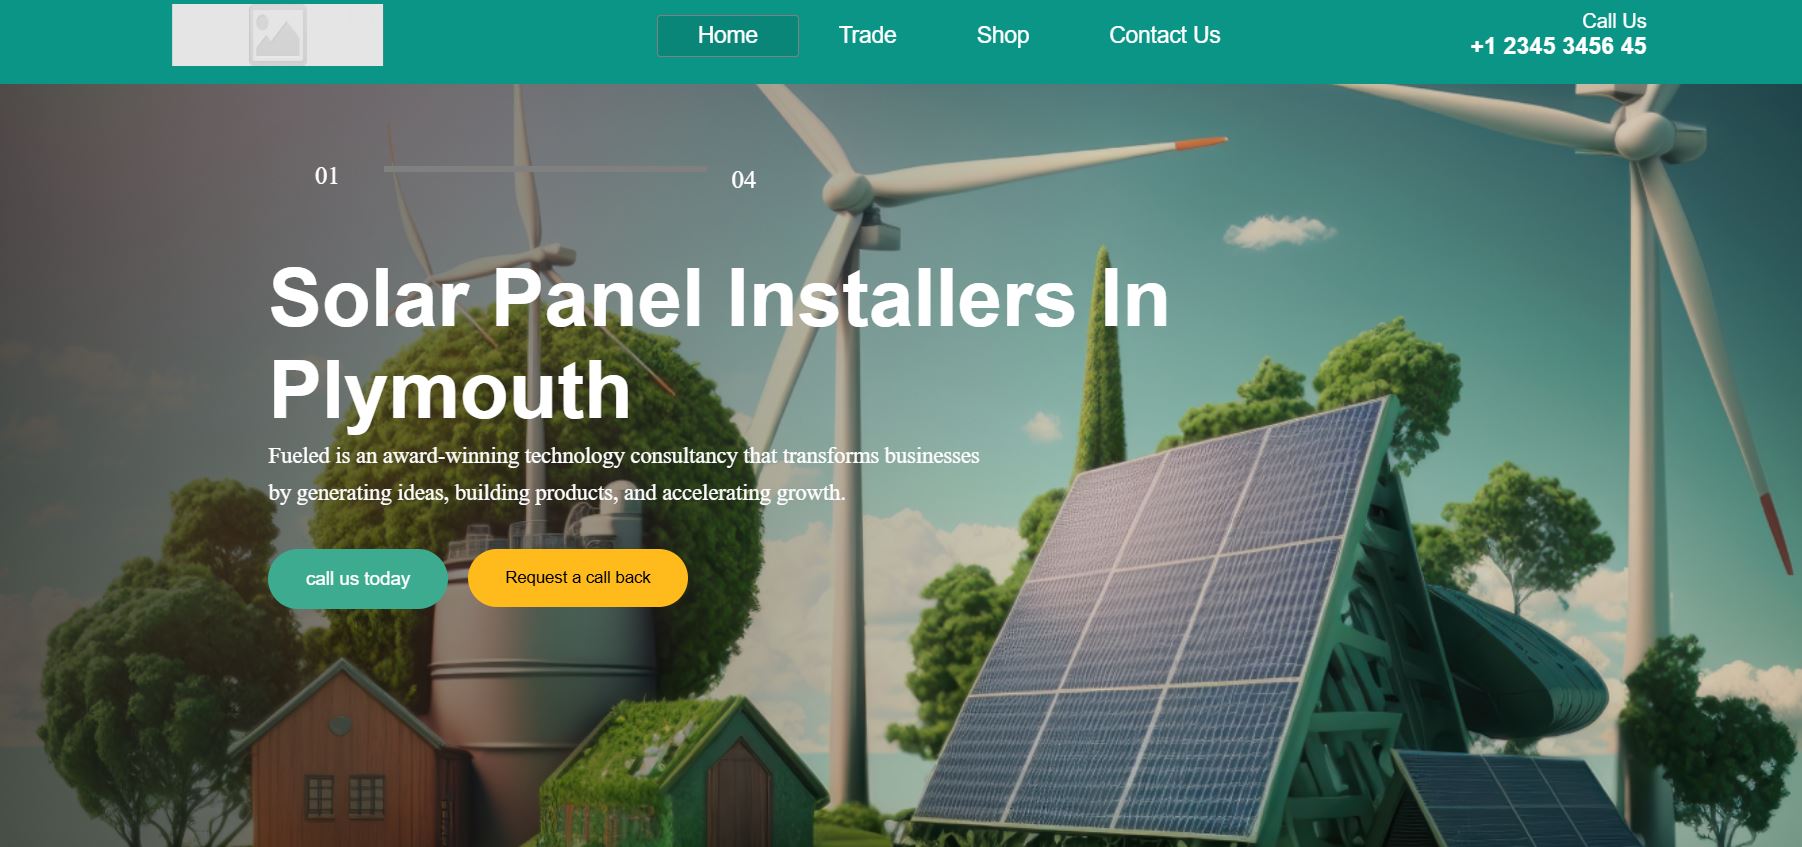 Home Trade Shop Contact Us
Call Us
+1 2345 3456 45
01 04
Solar Panel Installers In
Plymouth
Fueled is an award-winning technology consultancy that transforms businesses
by generating ideas, building products, and accelerating growth.
call us today Request a call back